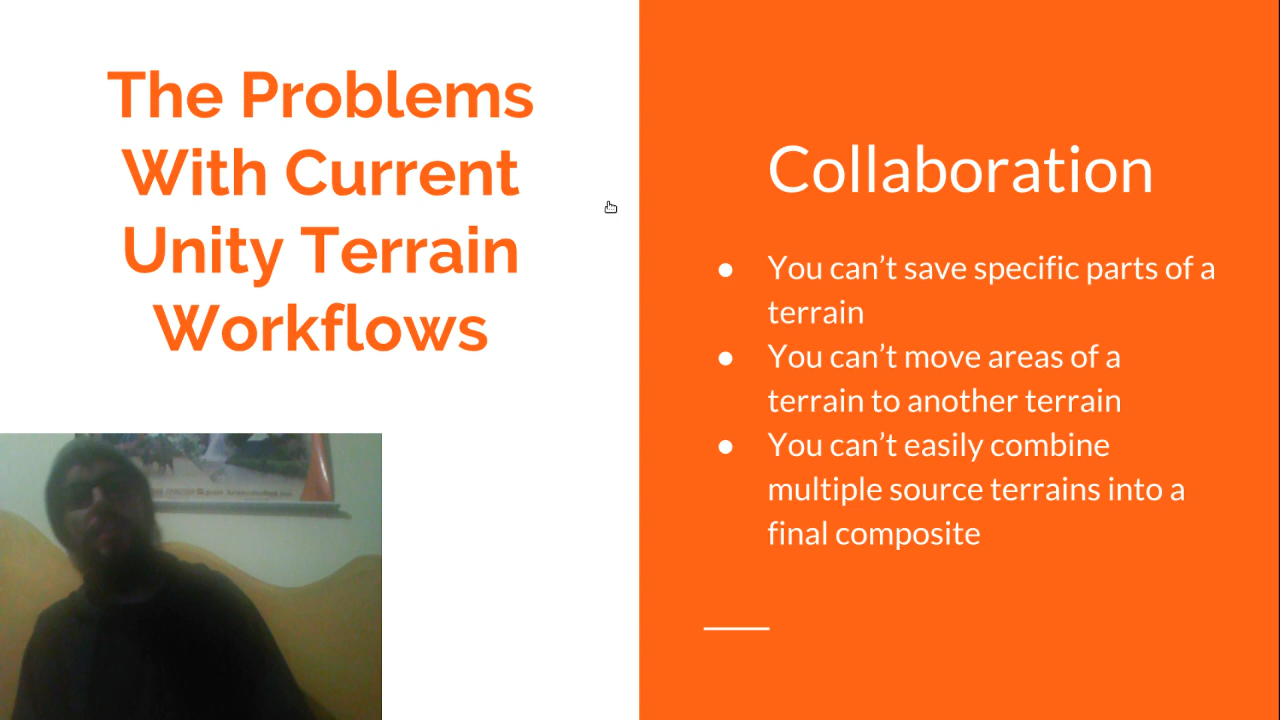 The Problems
With Current
Unity Terrain
Workflows
Collaboration
● You can’t save specific parts of a
terrain
● You can’t move areas of a
terrain to another terrain
● You can’t easily combine
multiple source terrains into a
final composite